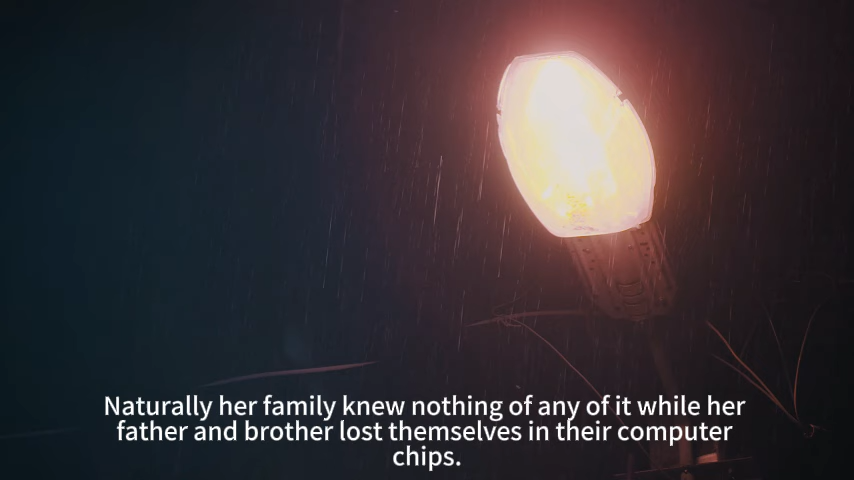 Naturally her family knew nothing of any of it while her
father and brother lost themselves in their computer
chips.